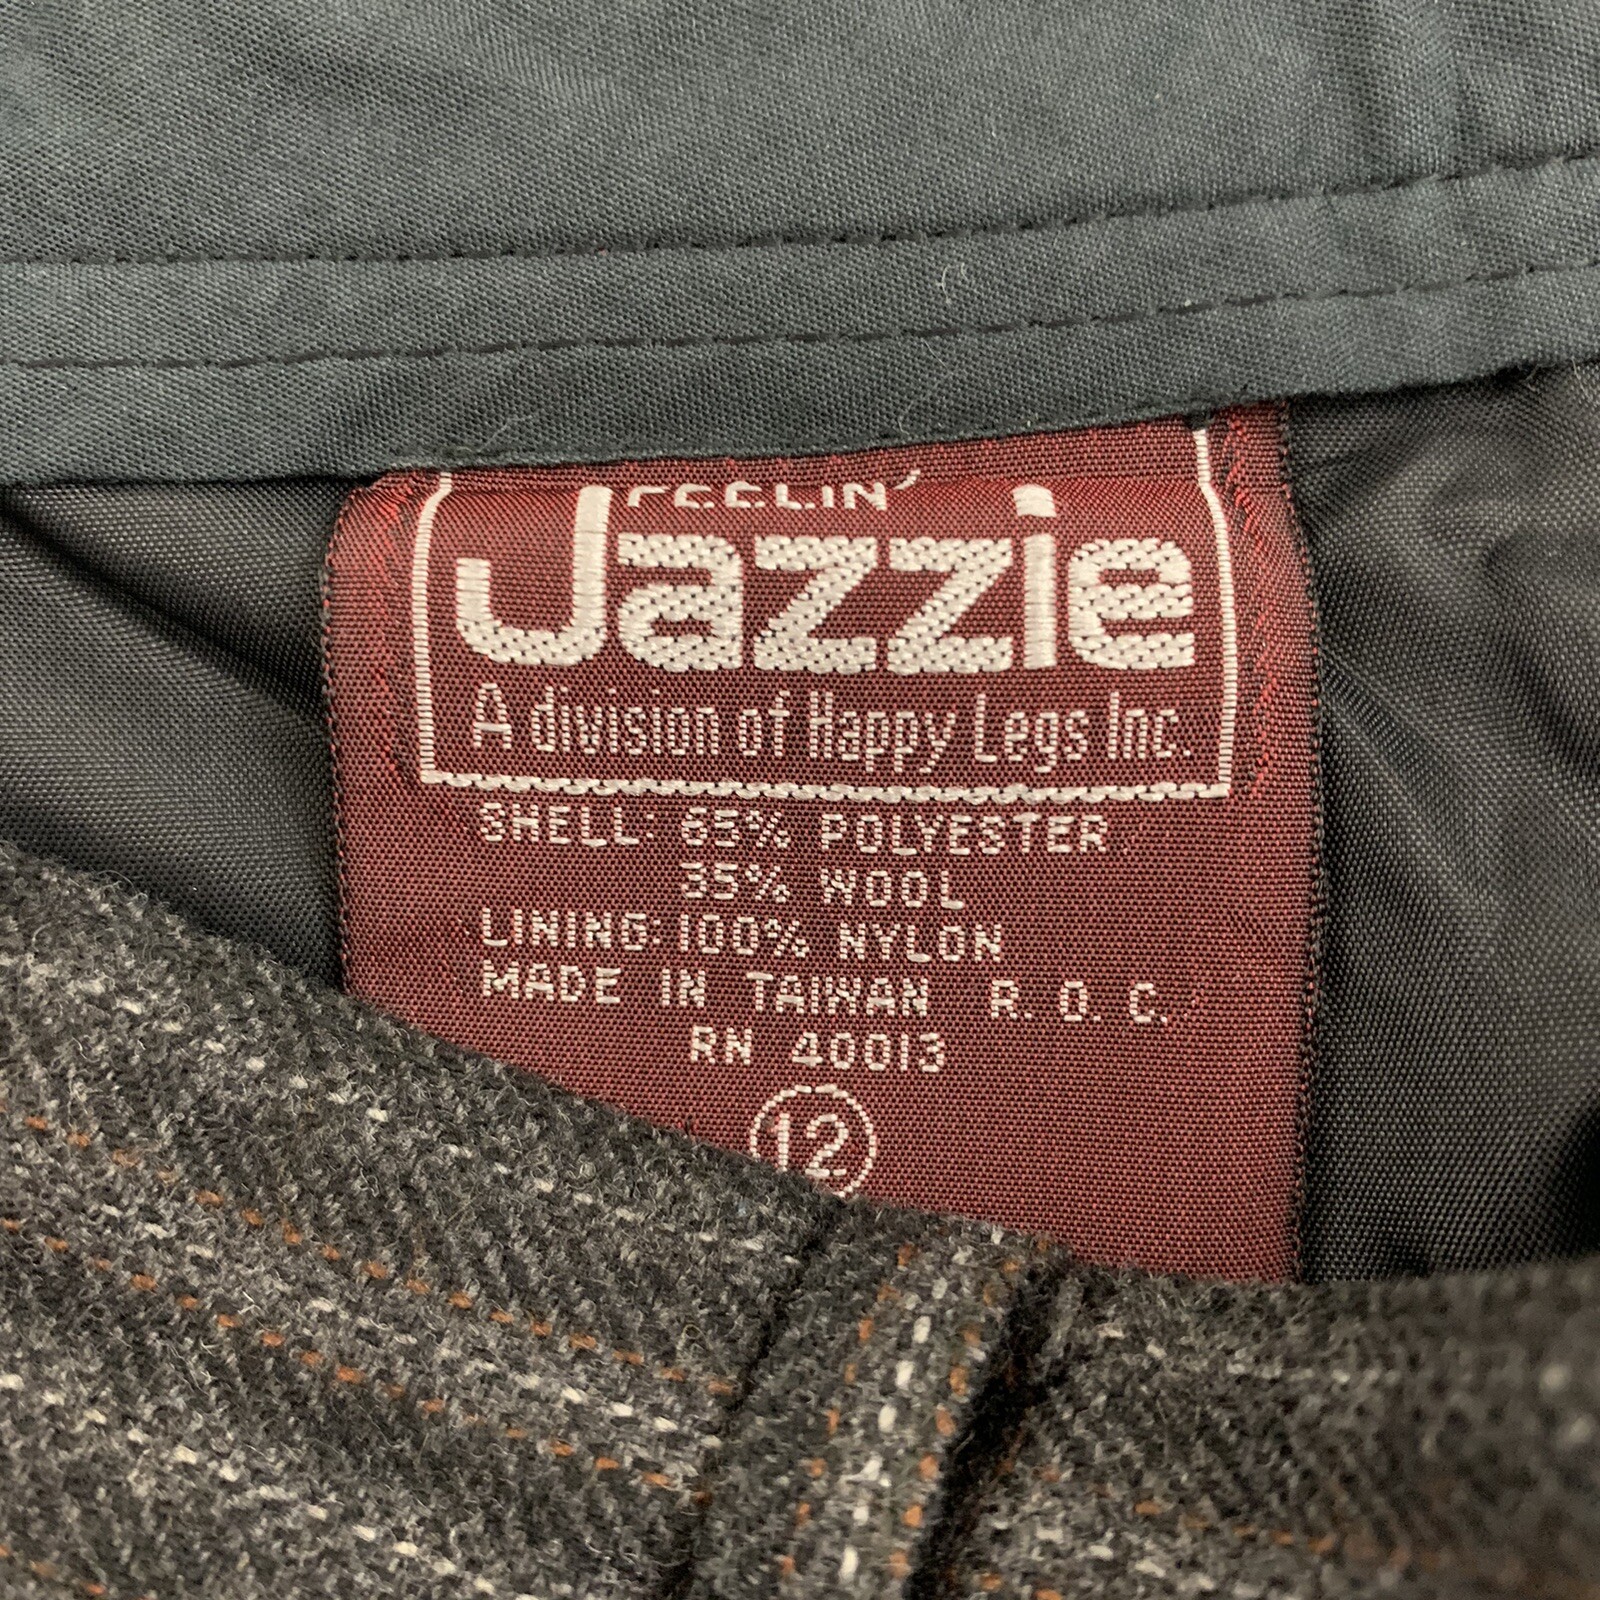 FEELIN'
Jazzie
A division of Happy Legs Inc.
SHELL: 65% POLYESTER
35% WOOL
LINING: 100% NYLON
MADE IN TAIWAN R. O. C.
RN 40013
12